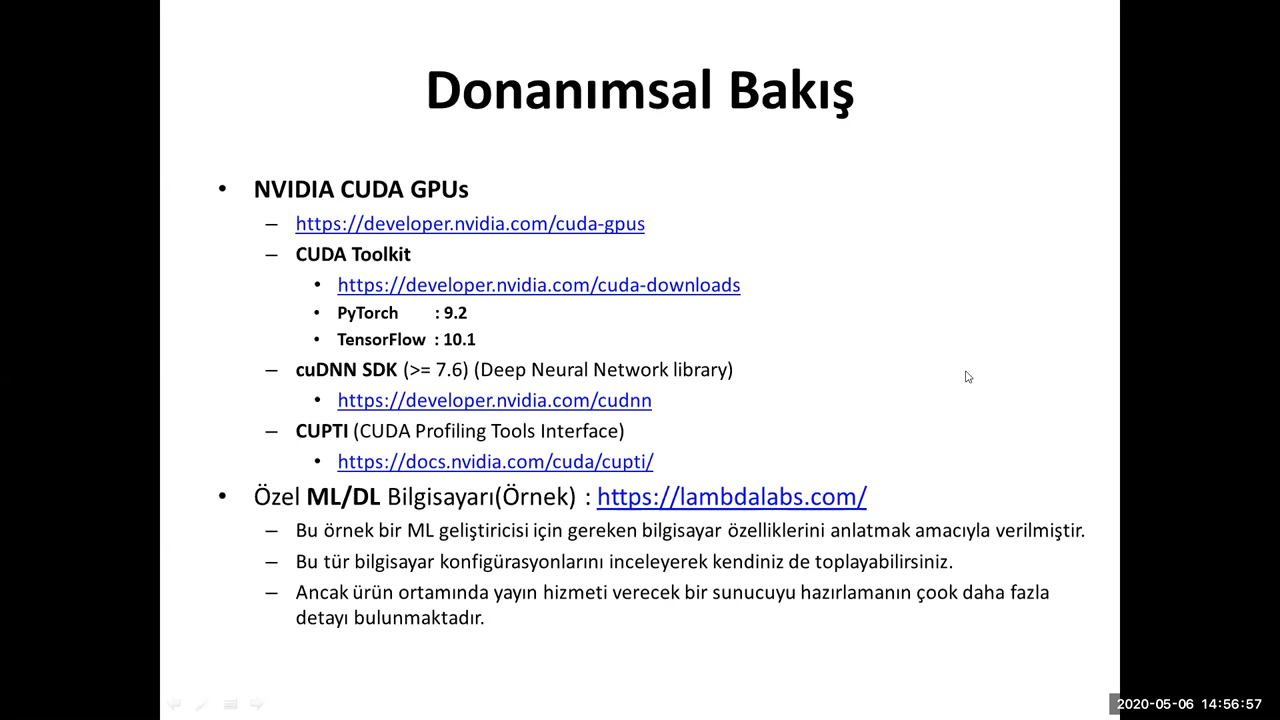 Donanımsal Bakış
• NVIDIA CUDA GPUs
– https://developer.nvidia.com/cuda-gpus
– CUDA Toolkit
• https://developer.nvidia.com/cuda-downloads
• PyTorch : 9.2
• TensorFlow : 10.1
– cuDNN SDK (>= 7.6) (Deep Neural Network library)
• https://developer.nvidia.com/cudnn
– CUPTI (CUDA Profiling Tools Interface)
• https://docs.nvidia.com/cuda/cupti/
• Özel ML/DL Bilgisayarı(Örnek) : https://lambdalabs.com/
– Bu örnek bir ML geliştiricisi için gereken bilgisayar özelliklerini anlatmak amacıyla verilmiştir.
– Bu tür bilgisayar konfigürasyonlarını inceleyerek kendiniz de toplayabilirsiniz.
– Ancak ürün ortamında yayın hizmeti verecek bir sunucuyu hazırlamanın çook daha fazla
detayı bulunmaktadır.
2020-05-06 14:56:57